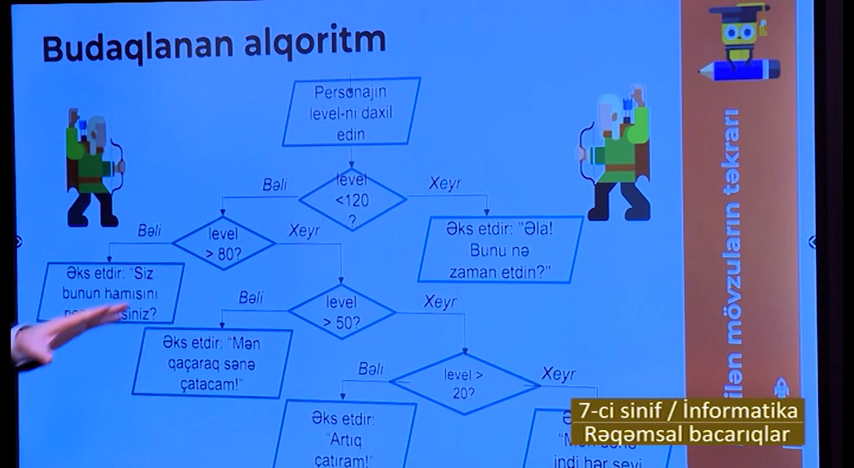 Budaqlanan alqoritm
Personajın
level-ni daxil
edin
Bəli
level
<120
?
Xeyr
Bəli
level
> 80?
Xeyr
Əks etdir: "Əla!
Bunu nə
zaman etdin?"
Əks etdir: "Siz
bunun hamısını
Bəli
level
> 50?
Xeyr
Əks etdir: "Mən
qaçaraq sənə
çatacam!"
Bəli
level >
20?
Xeyr
Əks etdir:
"Artıq
çatıram!"
indi hər şeyi
mövzuların təkrarı
7-ci sinif / İnformatika
Rəqəmsal bacarıqlar